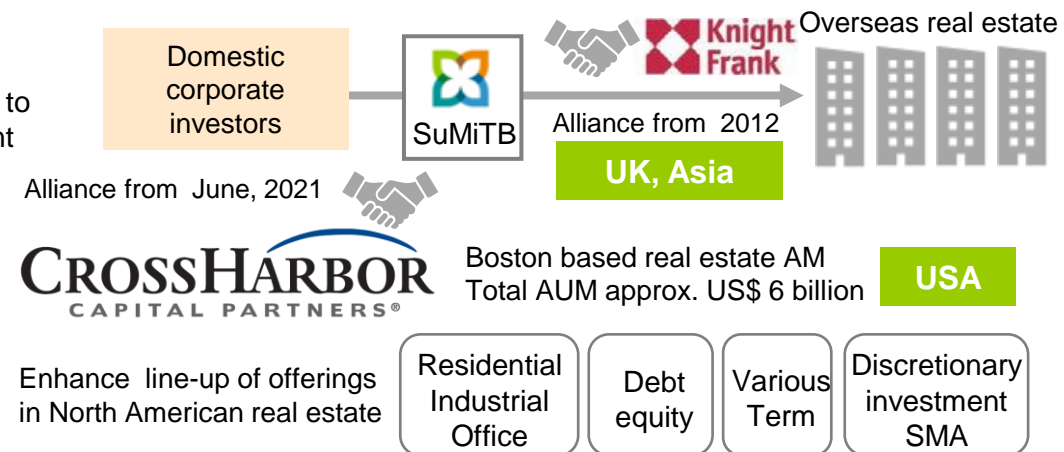 to
nt
Domestic
corporate
investors
SuMiTB
Knight
Frank
Overseas real estate
Alliance from 2012
UK, Asia
Alliance from June, 2021
CROSSHARBOR
CAPITAL PARTNERS®
Boston based real estate AM
Total AUM approx. US$ 6 billion
USA
Enhance line-up of offerings
in North American real estate
Residential
Industrial
Office
Debt
equity
Various
Term
Discretionary
investment
SMA